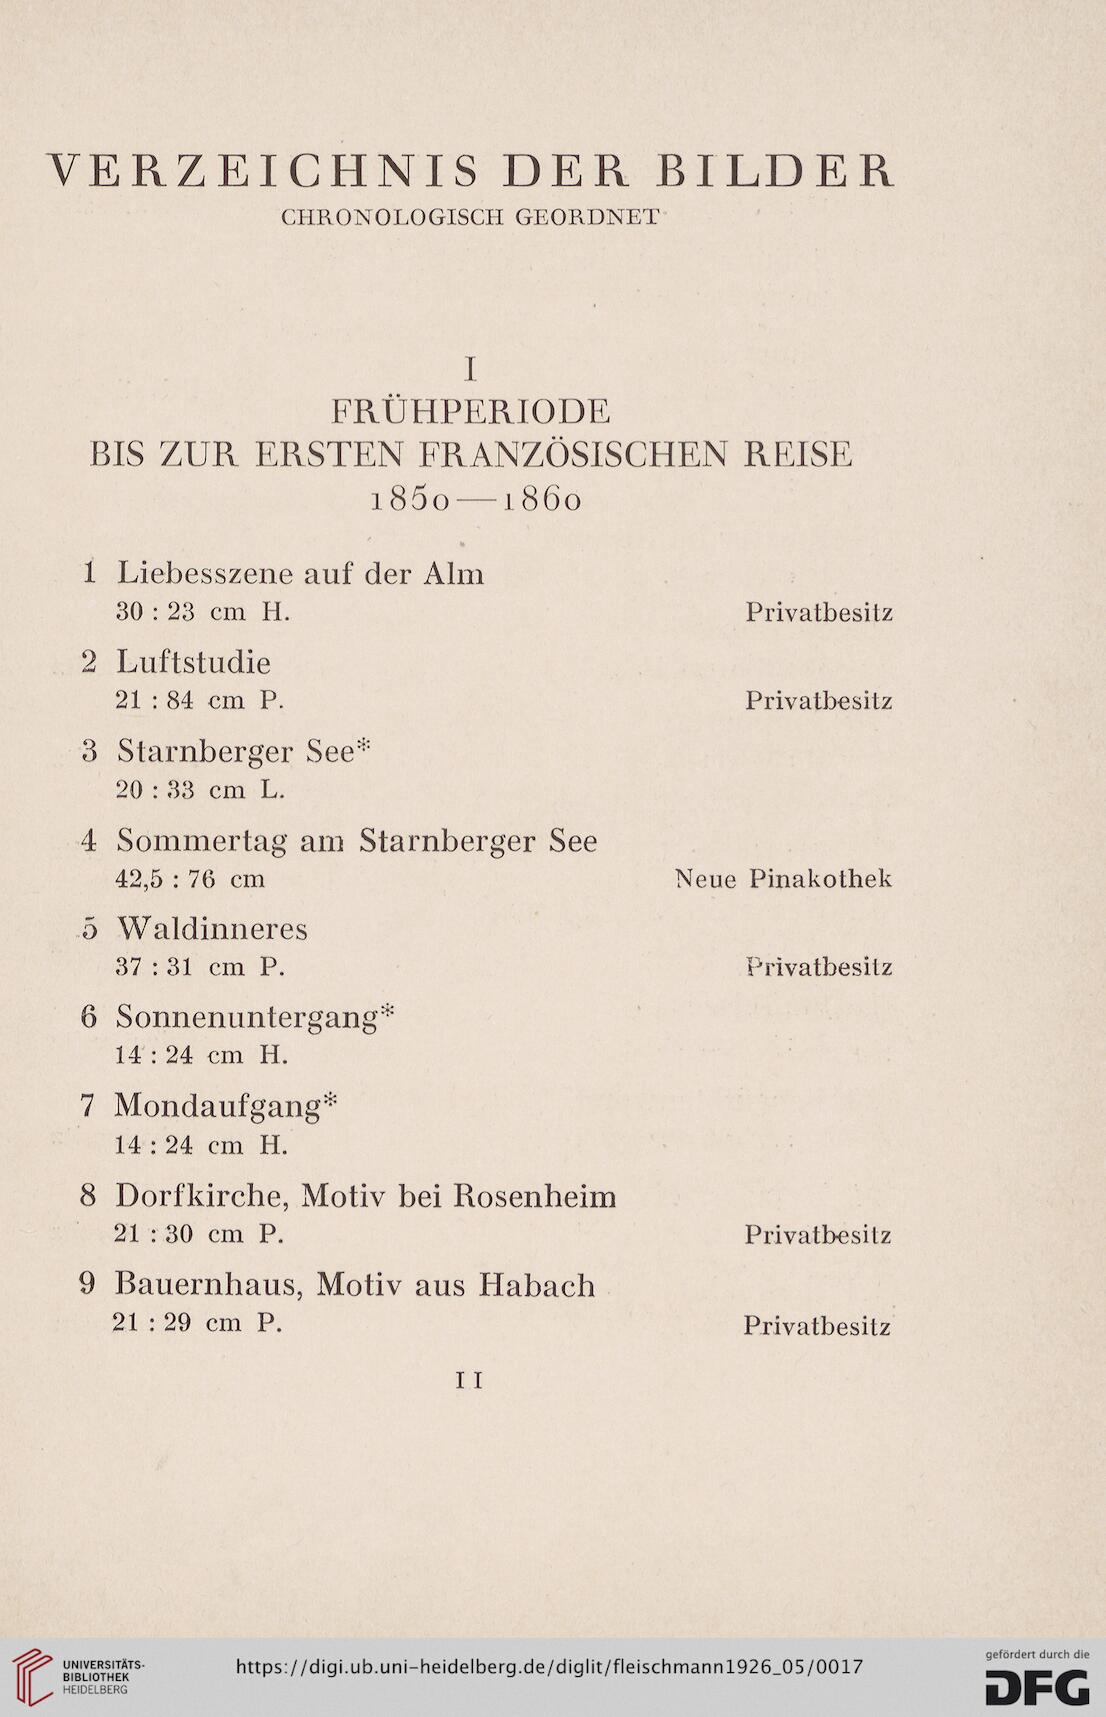 VERZEICHNIS DER BILDER
CHRONOLOGISCH GEORDNET
I
FRÜHPERIODE
BIS ZUR ERSTEN FRANZÖSISCHEN REISE
1850—1860
1 Liebesszene auf der Alm
30 : 23 cm H. Privatbesitz
2 Luftstudie
21 : 84 cm P. Privatbesitz
3 Starnberger See*
20 : 33 cm L.
4 Sommertag am Starnberger See
42,5 : 76 cm Neue Pinakothek
5 Waldinneres
37 : 31 cm P. Privatbesitz
6 Sonnenuntergang*
14 : 24 cm H.
7 Mondaufgang*
14 : 24 cm H.
8 Dorfkirche, Motiv bei Rosenheim
21 : 30 cm P. Privatbesitz
9 Bauernhaus, Motiv aus Habach
21 : 29 cm P. Privatbesitz
11
UNIVERSITÄTS-
BIBLIOTHEK
HEIDELBERG
https://digi.ub.uni-heidelberg.de/diglit/fleischmann1926_05/0017
gefördert durch die
DFG